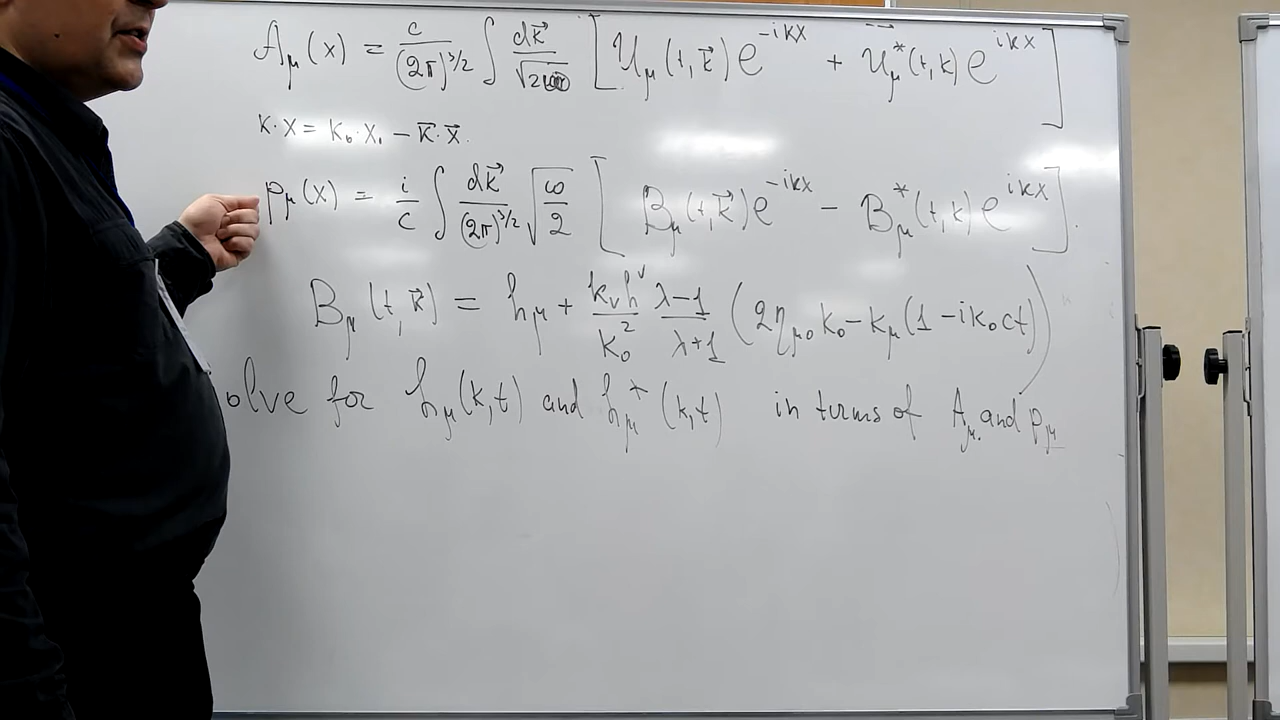 A_μ(x) = c/(2π)^{3/2} ∫ dk⃗/√2ω [U_μ(t,k⃗)e^{-ikx} + U_μ^*(t,k)e^{ikx}]
k·x = k_0·x_0 − k⃗·x⃗.
p_μ(x) = i/c ∫ dk⃗/(2π)^{3/2} √(ω/2) [B_μ(t,k⃗)e^{-ikx} − B_μ^*(t,k)e^{ikx}].
B_μ(t,k⃗) = h_μ + k_ν h^ν/k_0^2 λ−1/λ+1 (2η_{μ0}k_0 − k_μ(1−ik_0ct))
olve for h_μ(k,t) and h_μ^*(k,t) in terms of A_μ and p_μ